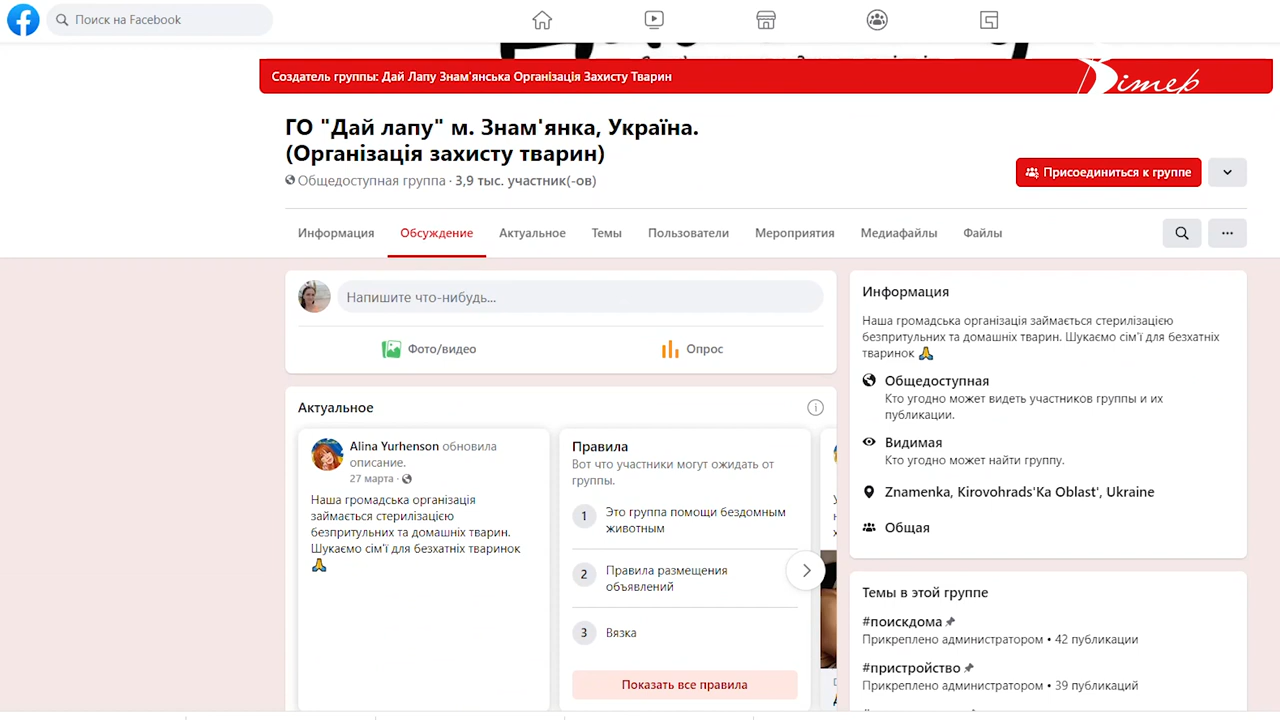 Поиск на Facebook
Создатель группы: Дай Лапу Знам'янська Організація Захисту Тварин
Вітер
ГО "Дай лапу" м. Знам'янка, Україна.
(Організація захисту тварин)
Общедоступная группа · 3,9 тыс. участник(-ов)
Присоединиться к группе
Информация
Обсуждение
Актуальное
Темы
Пользователи
Мероприятия
Медиафайлы
Файлы
Напишите что-нибудь...
Фото/видео
Опрос
Актуальное
Alina Yurhenson обновила
описание.
27 марта ·
Наша громадська організація
займається стерилізацією
безпритульних та домашніх тварин.
Шукаємо сім'ї для безхатніх тваринок
🙏
Правила
Вот что участники могут ожидать от
группы.
1 Это группа помощи бездомным
животным
2 Правила размещения
объявлений
3 Вязка
Показать все правила
Информация
Наша громадська організація займається стерилізацією
безпритульних та домашніх тварин. Шукаємо сім'ї для безхатніх
тваринок 🙏
Общедоступная
Кто угодно может видеть участников группы и их
публикации.
Видимая
Кто угодно может найти группу.
Znamenka, Kirovohrads'Ka Oblast', Ukraine
Общая
Темы в этой группе
#поискдома
Прикреплено администратором • 42 публикации
#пристройство
Прикреплено администратором • 39 публикаций